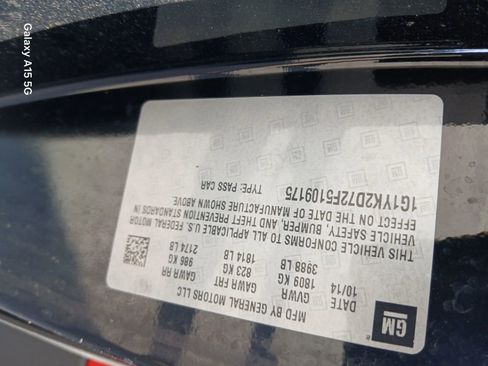 MFD BY GENERAL MOTORS LLC
DATE GVWR GAWR FRT GAWR RR
10/14 1809 KG 823 KG 986 KG
3988 LB 1814 LB 2174 LB
THIS VEHICLE CONFORMS TO ALL APPLICABLE U.S. FEDERAL MOTOR
VEHICLE SAFETY, BUMPER, AND THEFT PREVENTION STANDARDS IN
EFFECT ON THE DATE OF MANUFACTURE SHOWN ABOVE.
1G1YK2D72F5109175 TYPE: PASS CAR
GM
Galaxy A15 5G